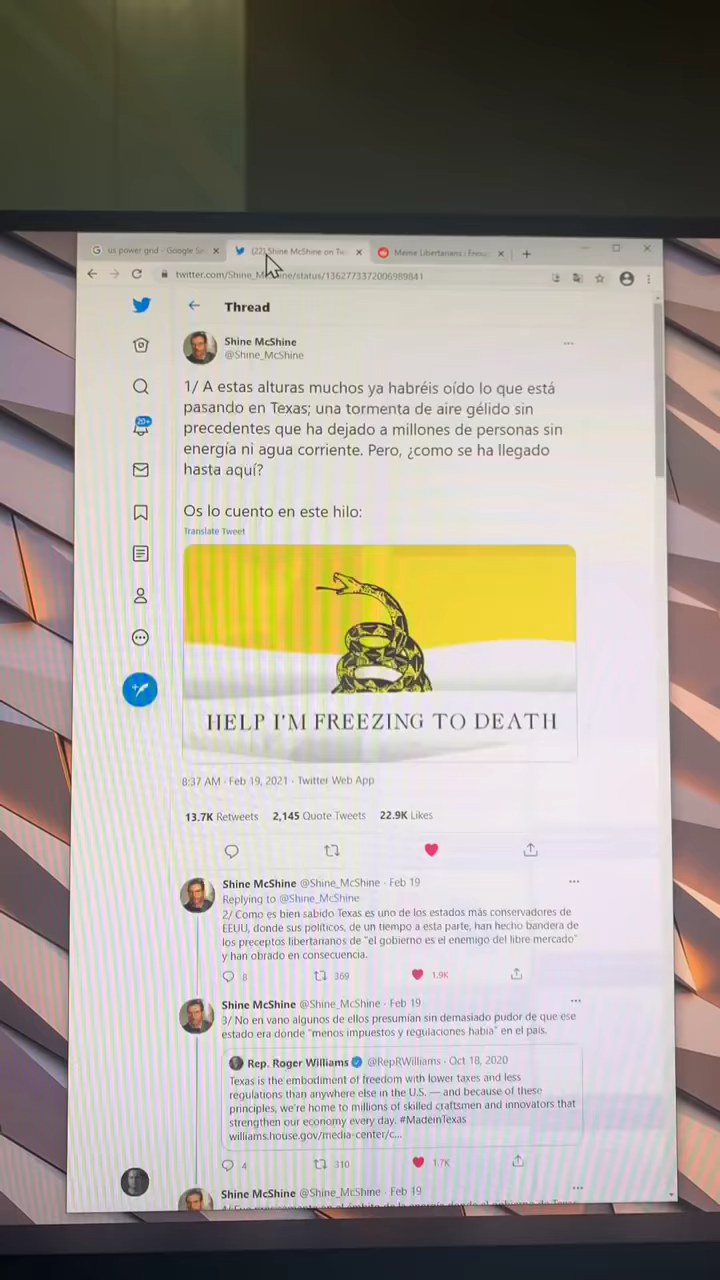 us power grid - Google Se
(22) Shine McShine on Tw
Meme Libertarians : Enou
twitter.com/Shine_McShine/status/1362773372006989841
Thread
Shine McShine
@Shine_McShine
1/ A estas alturas muchos ya habréis oído lo que está
pasando en Texas; una tormenta de aire gélido sin
precedentes que ha dejado a millones de personas sin
energía ni agua corriente. Pero, ¿como se ha llegado
hasta aquí?
Os lo cuento en este hilo:
Translate Tweet
20+
HELP I'M FREEZING TO DEATH
8:37 AM · Feb 19, 2021 · Twitter Web App
13.7K Retweets 2,145 Quote Tweets 22.9K Likes
Shine McShine @Shine_McShine · Feb 19
Replying to @Shine_McShine
2/ Como es bien sabido Texas es uno de los estados más conservadores de
EEUU, donde sus políticos, de un tiempo a esta parte, han hecho bandera de
los preceptos libertarianos de "el gobierno es el enemigo del libre mercado"
y han obrado en consecuencia.
8 369 1.9K
Shine McShine @Shine_McShine · Feb 19
3/ No en vano algunos de ellos presumían sin demasiado pudor de que ese
estado era dónde "menos impuestos y regulaciones había" en el país.
Rep. Roger Williams @RepRWilliams · Oct 18, 2020
Texas is the embodiment of freedom with lower taxes and less
regulations than anywhere else in the U.S. — and because of these
principles, we're home to millions of skilled craftsmen and innovators that
strengthen our economy every day. #MadeinTexas
williams.house.gov/media-center/c...
4 310 1.7K
Shine McShine @Shine_McShine · Feb 19